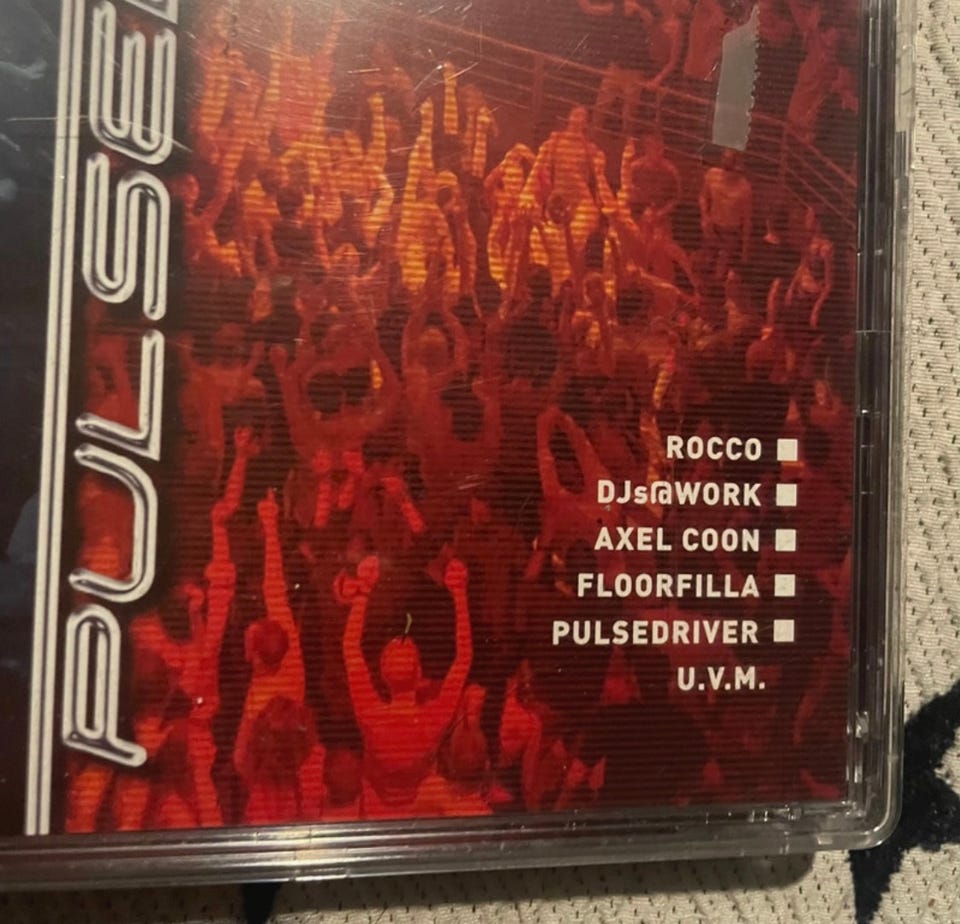 PULSE
ROCCO
DJs@WORK
AXEL COON
FLOORFILLA
PULSEDRIVER
U.V.M.